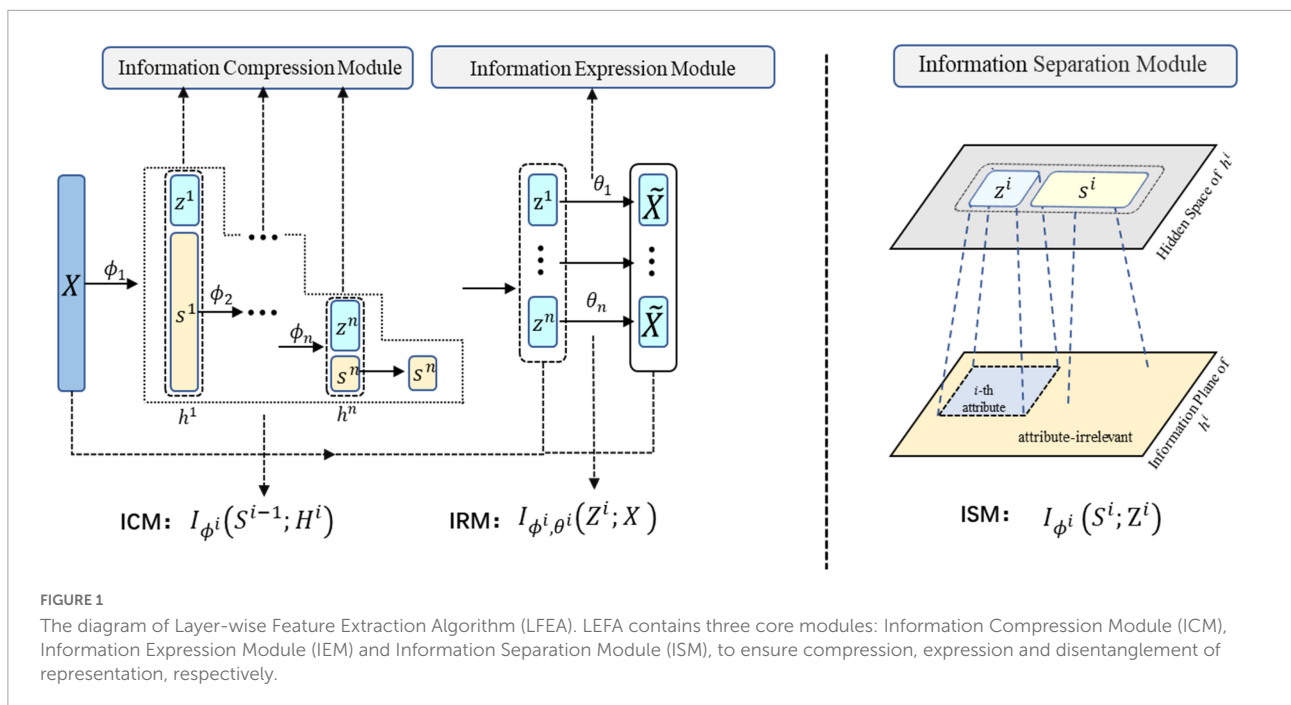 Information Compression Module
Information Expression Module
Information Separation Module
X
ϕ₁
z¹
s¹
h¹
ϕ₂
•••
•••
ϕₙ
zⁿ
sⁿ
hⁿ
sⁿ
z¹
⋮
zⁿ
θ₁
θₙ
X̃
⋮
X̃
zⁱ
sⁱ
Hidden Space of hⁱ
i-th
attribute
attribute-irrelevant
Information Plane of
hⁱ
ICM: I_ϕⁱ(Sⁱ⁻¹; Hⁱ)
IRM: I_ϕⁱ,θⁱ(Zⁱ; X)
ISM: I_ϕⁱ(Sⁱ; Zⁱ)
FIGURE 1
The diagram of Layer-wise Feature Extraction Algorithm (LFEA). LEFA contains three core modules: Information Compression Module (ICM),
Information Expression Module (IEM) and Information Separation Module (ISM), to ensure compression, expression and disentanglement of
representation, respectively.